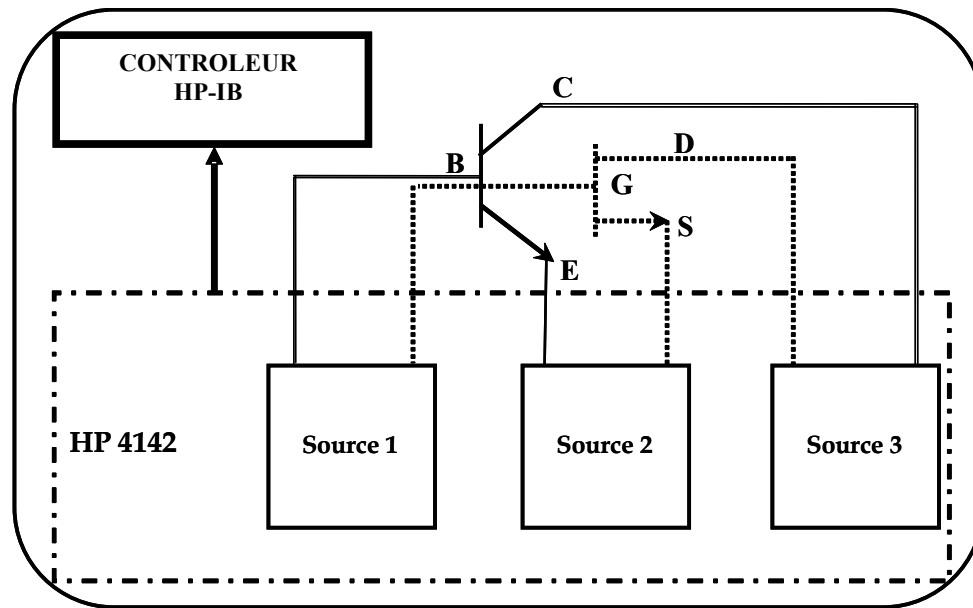 CONTROLEUR
HP-IB
C
B
D
G
S
E
HP 4142
Source 1
Source 2
Source 3